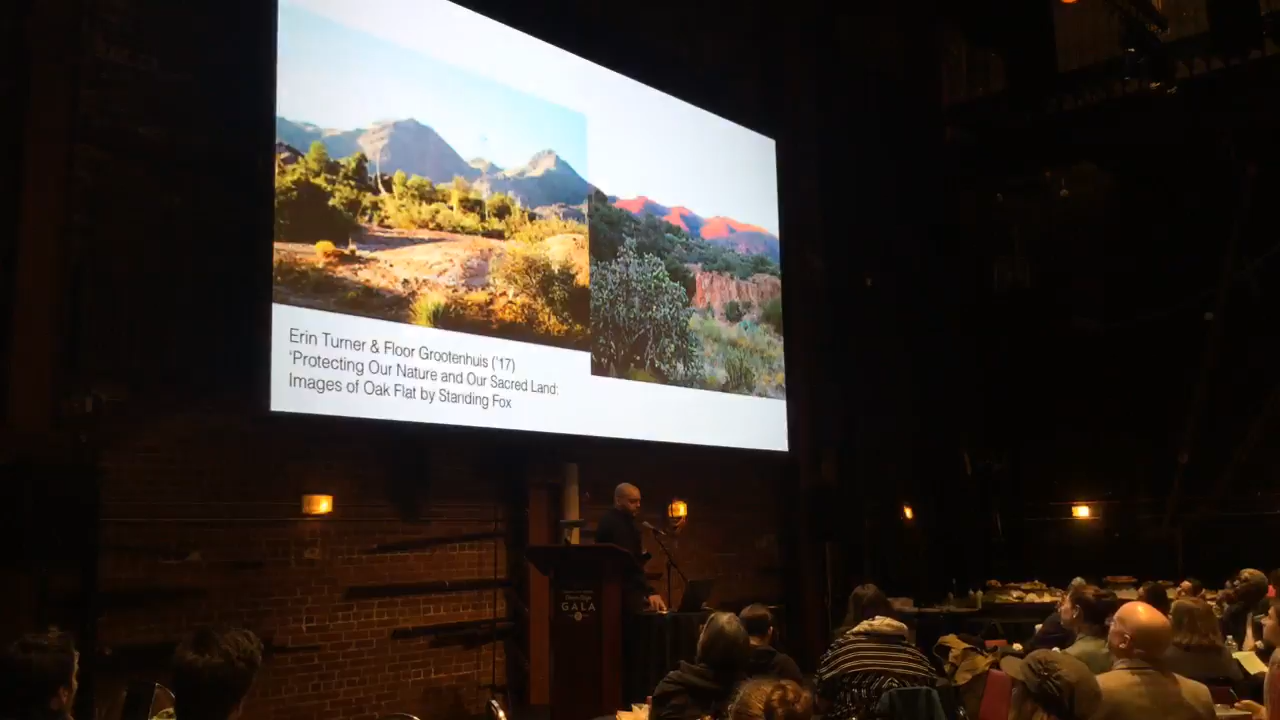 Erin Turner & Floor Grootenhuis ('17)
'Protecting Our Nature and Our Sacred Land:
Images of Oak Flat by Standing Fox
GALA